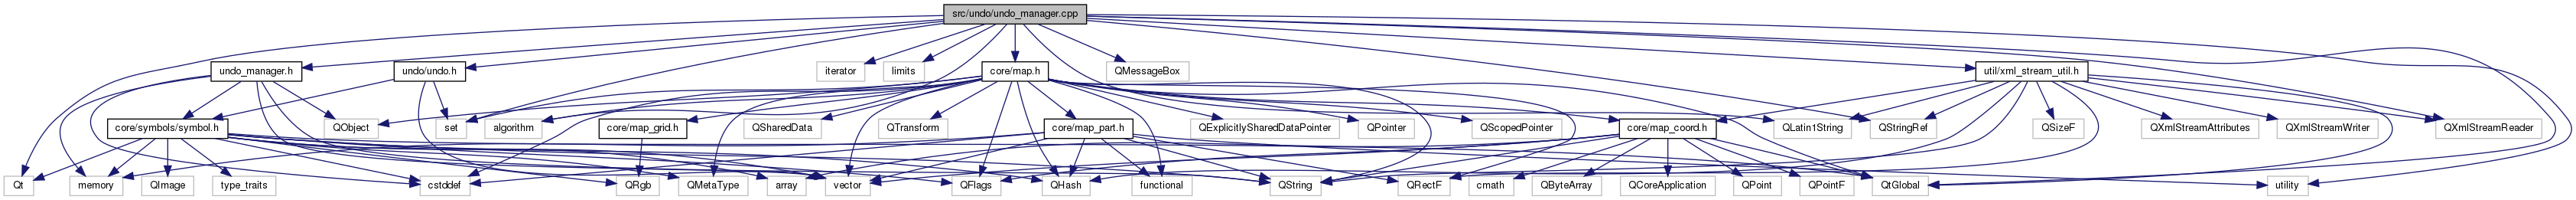 src/undo/undo_manager.cpp
undo_manager.h
undo/undo.h
iterator
limits
core/map.h
QMessageBox
util/xml_stream_util.h
core/symbols/symbol.h
QObject
set
algorithm
core/map_grid.h
QSharedData
QTransform
core/map_part.h
QExplicitlySharedDataPointer
QPointer
QScopedPointer
core/map_coord.h
QLatin1String
QStringRef
QSizeF
QXmlStreamAttributes
QXmlStreamWriter
QXmlStreamReader
Qt
memory
QImage
type_traits
cstddef
QRgb
QMetaType
array
vector
QFlags
QHash
functional
QString
QRectF
cmath
QByteArray
QCoreApplication
QPoint
QPointF
QtGlobal
utility